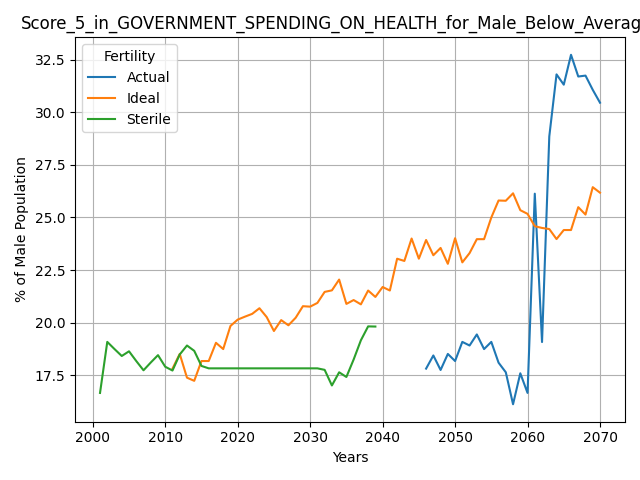 Score_5_in_GOVERNMENT_SPENDING_ON_HEALTH_for_Male_Below_Averag
Fertility
Actual
Ideal
Sterile
% of Male Population
32.5
30.0
27.5
25.0
22.5
20.0
17.5
2000 2010 2020 2030 2040 2050 2060 2070
Years